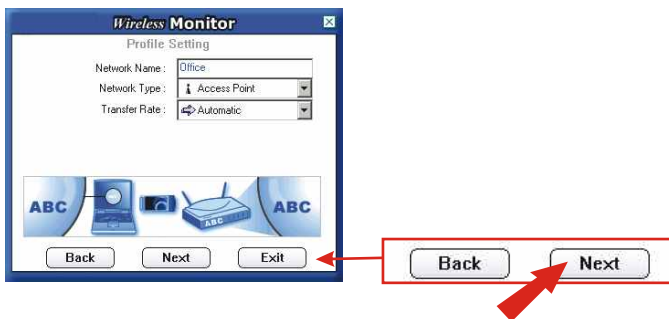 Wireless Monitor
Profile Setting
Network Name : Office
Network Type : Access Point
Transfer Rate : Automatic
ABC ABC ABC
Back Next Exit
Back Next